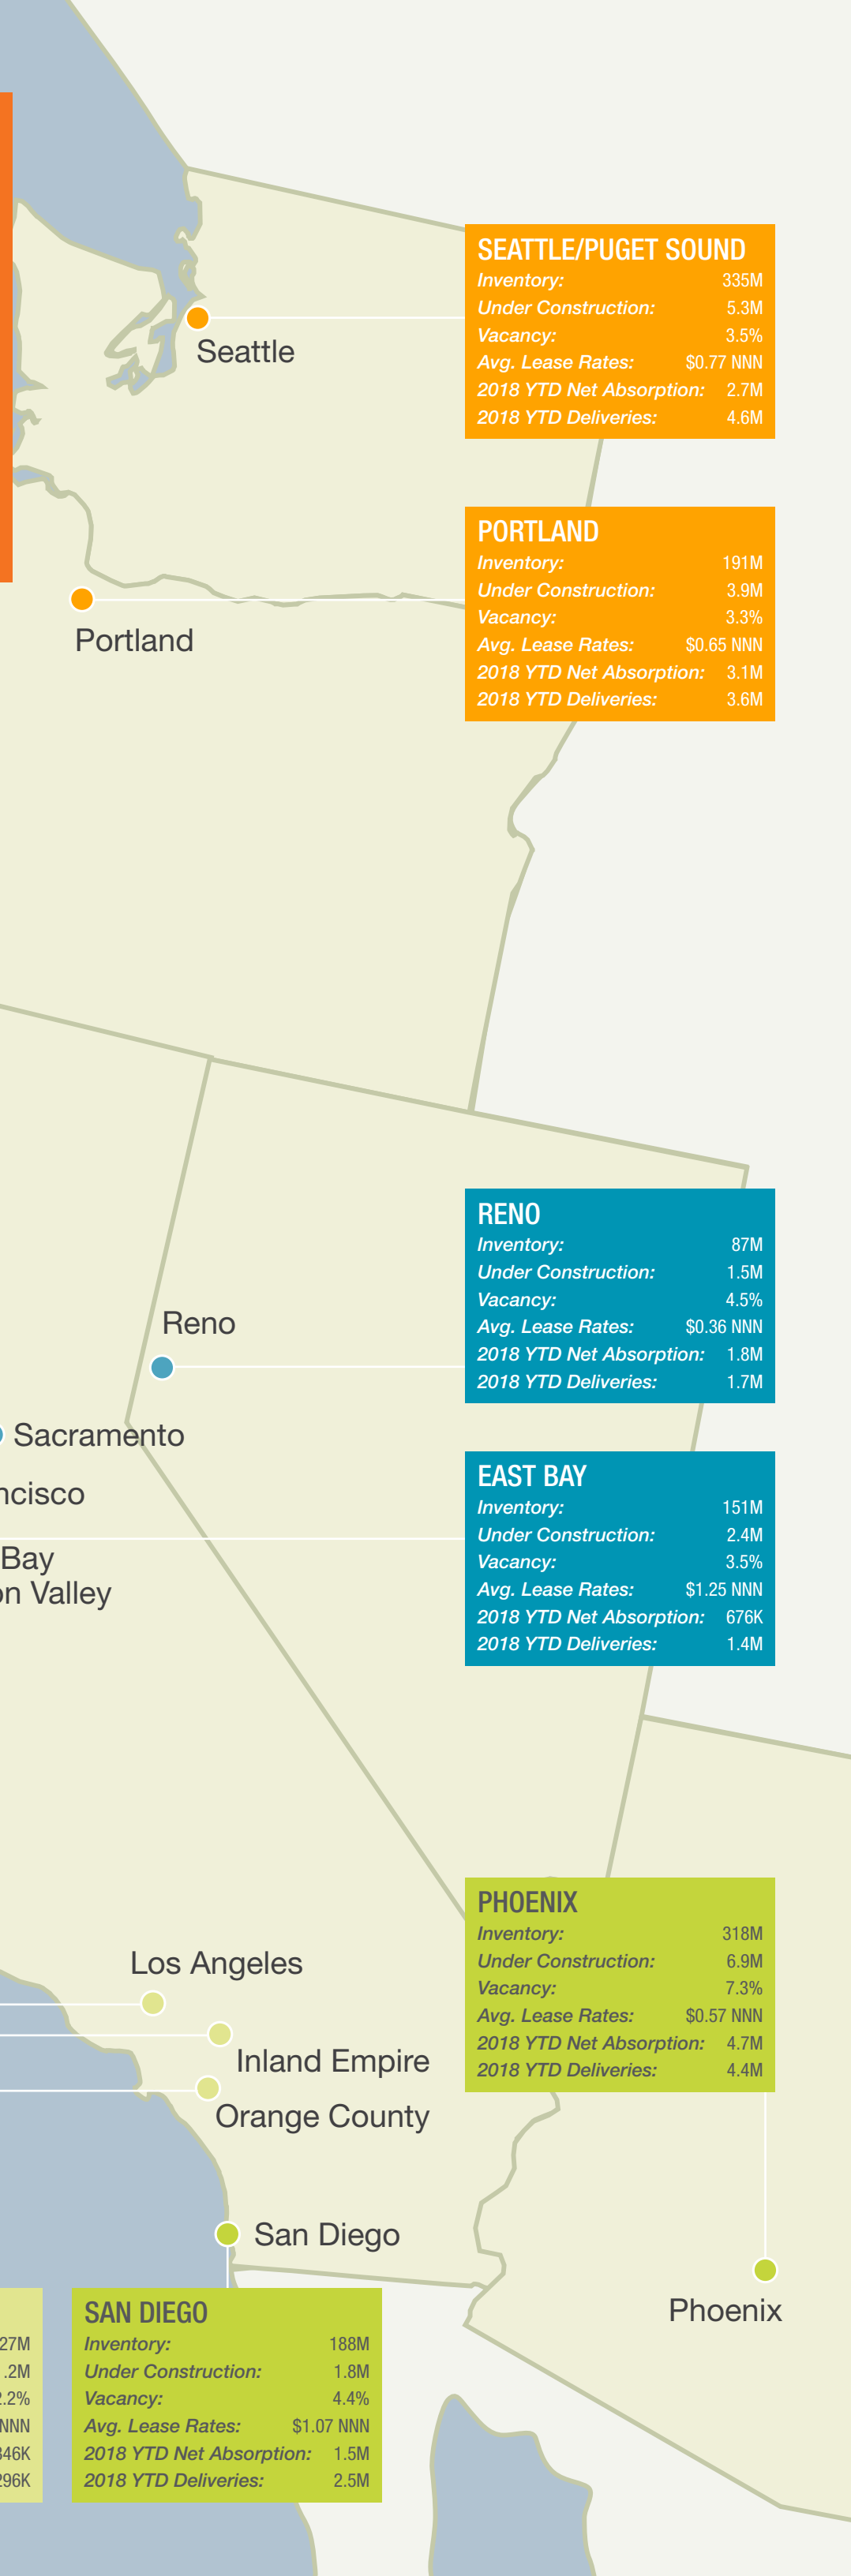 SEATTLE/PUGET SOUND
Inventory: 335M
Under Construction: 5.3M
Vacancy: 3.5%
Avg. Lease Rates: $0.77 NNN
2018 YTD Net Absorption: 2.7M
2018 YTD Deliveries: 4.6M
Seattle
PORTLAND
Inventory: 191M
Under Construction: 3.9M
Vacancy: 3.3%
Avg. Lease Rates: $0.65 NNN
2018 YTD Net Absorption: 3.1M
2018 YTD Deliveries: 3.6M
Portland
RENO
Inventory: 87M
Under Construction: 1.5M
Vacancy: 4.5%
Avg. Lease Rates: $0.36 NNN
2018 YTD Net Absorption: 1.8M
2018 YTD Deliveries: 1.7M
Reno
Sacramento
ncisco
Bay
on Valley
EAST BAY
Inventory: 151M
Under Construction: 2.4M
Vacancy: 3.5%
Avg. Lease Rates: $1.25 NNN
2018 YTD Net Absorption: 676K
2018 YTD Deliveries: 1.4M
PHOENIX
Inventory: 318M
Under Construction: 6.9M
Vacancy: 7.3%
Avg. Lease Rates: $0.57 NNN
2018 YTD Net Absorption: 4.7M
2018 YTD Deliveries: 4.4M
Los Angeles
Inland Empire
Orange County
San Diego
Phoenix
27M
.2M
.2%
NNN
46K
296K
SAN DIEGO
Inventory: 188M
Under Construction: 1.8M
Vacancy: 4.4%
Avg. Lease Rates: $1.07 NNN
2018 YTD Net Absorption: 1.5M
2018 YTD Deliveries: 2.5M